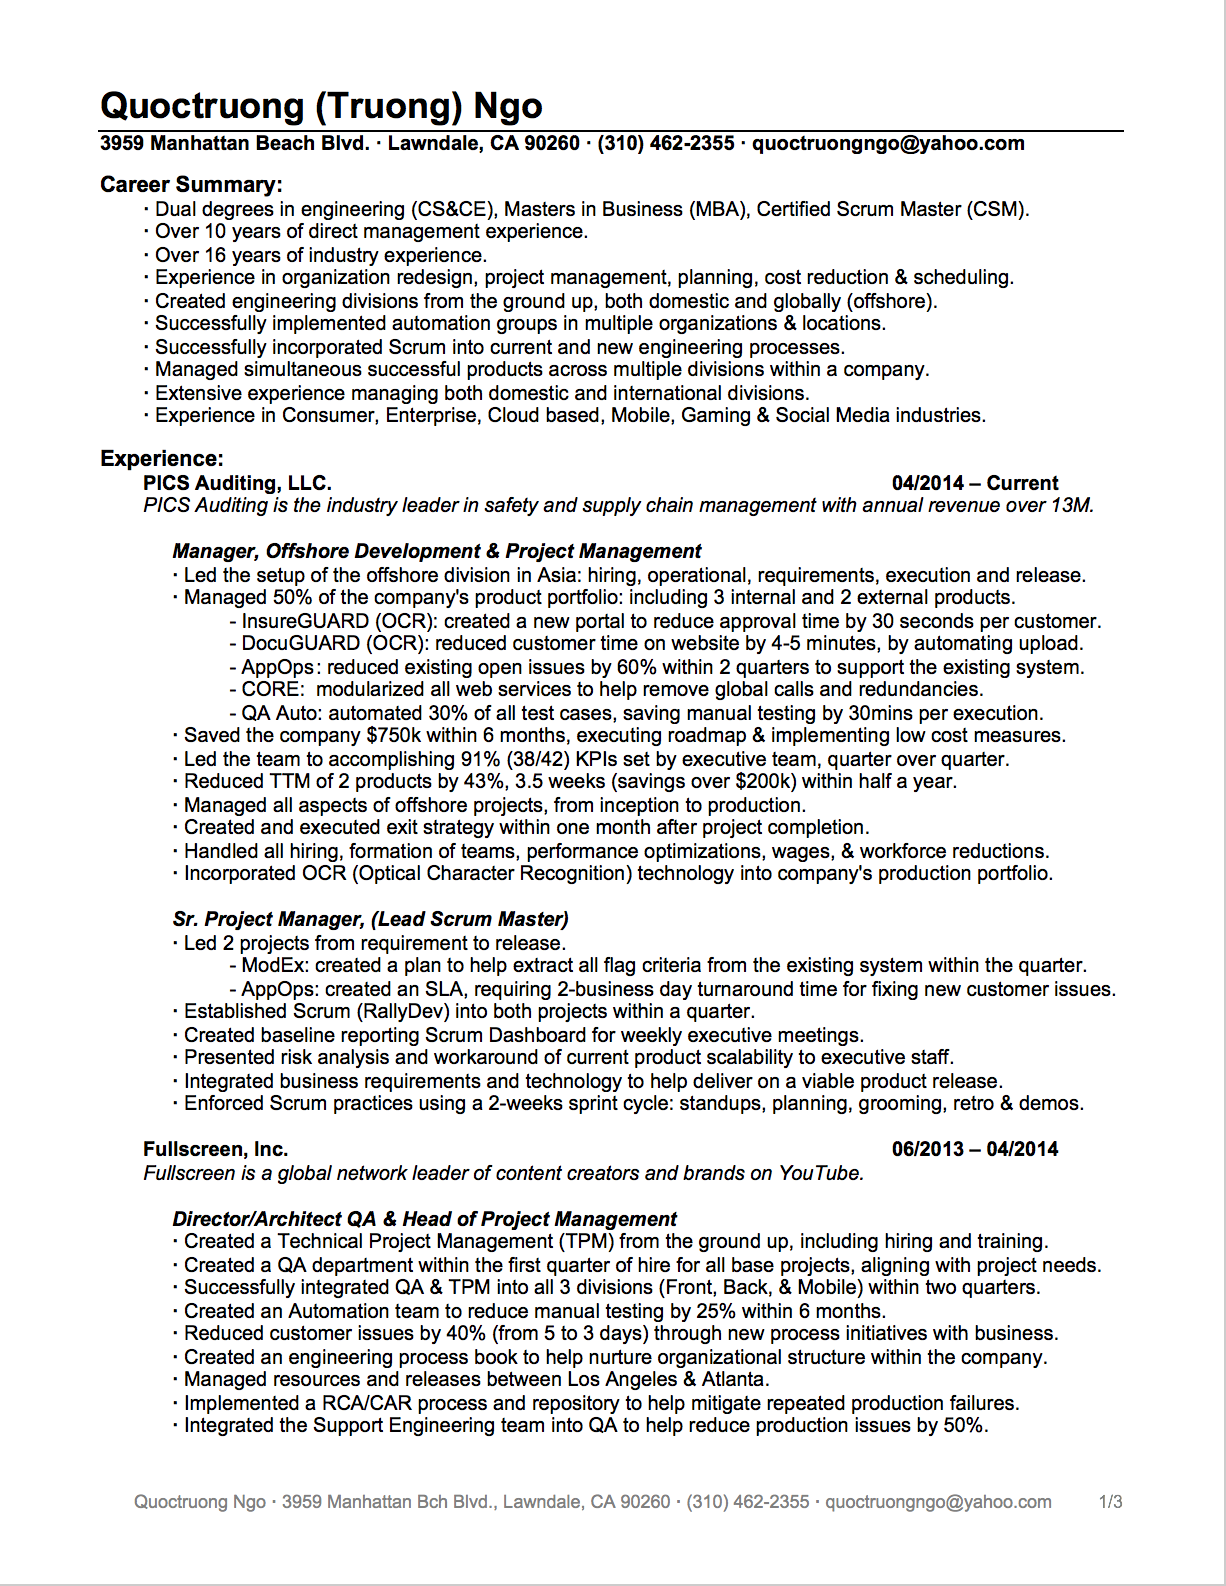 Quoctruong (Truong) Ngo
3959 Manhattan Beach Blvd. · Lawndale, CA 90260 · (310) 462-2355 · quoctruongngo@yahoo.com
Career Summary:
· Dual degrees in engineering (CS&CE), Masters in Business (MBA), Certified Scrum Master (CSM).
· Over 10 years of direct management experience.
· Over 16 years of industry experience.
· Experience in organization redesign, project management, planning, cost reduction & scheduling.
· Created engineering divisions from the ground up, both domestic and globally (offshore).
· Successfully implemented automation groups in multiple organizations & locations.
· Successfully incorporated Scrum into current and new engineering processes.
· Managed simultaneous successful products across multiple divisions within a company.
· Extensive experience managing both domestic and international divisions.
· Experience in Consumer, Enterprise, Cloud based, Mobile, Gaming & Social Media industries.
Experience:
PICS Auditing, LLC. 04/2014 – Current
PICS Auditing is the industry leader in safety and supply chain management with annual revenue over 13M.
Manager, Offshore Development & Project Management
· Led the setup of the offshore division in Asia: hiring, operational, requirements, execution and release.
· Managed 50% of the company's product portfolio: including 3 internal and 2 external products.
- InsureGUARD (OCR): created a new portal to reduce approval time by 30 seconds per customer.
- DocuGUARD (OCR): reduced customer time on website by 4-5 minutes, by automating upload.
- AppOps: reduced existing open issues by 60% within 2 quarters to support the existing system.
- CORE:  modularized all web services to help remove global calls and redundancies.
- QA Auto: automated 30% of all test cases, saving manual testing by 30mins per execution.
· Saved the company $750k within 6 months, executing roadmap & implementing low cost measures.
· Led the team to accomplishing 91% (38/42) KPIs set by executive team, quarter over quarter.
· Reduced TTM of 2 products by 43%, 3.5 weeks (savings over $200k) within half a year.
· Managed all aspects of offshore projects, from inception to production.
· Created and executed exit strategy within one month after project completion.
· Handled all hiring, formation of teams, performance optimizations, wages, & workforce reductions.
· Incorporated OCR (Optical Character Recognition) technology into company's production portfolio.
Sr. Project Manager, (Lead Scrum Master)
· Led 2 projects from requirement to release.
- ModEx: created a plan to help extract all flag criteria from the existing system within the quarter.
- AppOps: created an SLA, requiring 2-business day turnaround time for fixing new customer issues.
· Established Scrum (RallyDev) into both projects within a quarter.
· Created baseline reporting Scrum Dashboard for weekly executive meetings.
· Presented risk analysis and workaround of current product scalability to executive staff.
· Integrated business requirements and technology to help deliver on a viable product release.
· Enforced Scrum practices using a 2-weeks sprint cycle: standups, planning, grooming, retro & demos.
Fullscreen, Inc. 06/2013 – 04/2014
Fullscreen is a global network leader of content creators and brands on YouTube.
Director/Architect QA & Head of Project Management
· Created a Technical Project Management (TPM) from the ground up, including hiring and training.
· Created a QA department within the first quarter of hire for all base projects, aligning with project needs.
· Successfully integrated QA & TPM into all 3 divisions (Front, Back, & Mobile) within two quarters.
· Created an Automation team to reduce manual testing by 25% within 6 months.
· Reduced customer issues by 40% (from 5 to 3 days) through new process initiatives with business.
· Created an engineering process book to help nurture organizational structure within the company.
· Managed resources and releases between Los Angeles & Atlanta.
· Implemented a RCA/CAR process and repository to help mitigate repeated production failures.
· Integrated the Support Engineering team into QA to help reduce production issues by 50%.
Quoctruong Ngo · 3959 Manhattan Bch Blvd., Lawndale, CA 90260 · (310) 462-2355 · quoctruongngo@yahoo.com 1/3